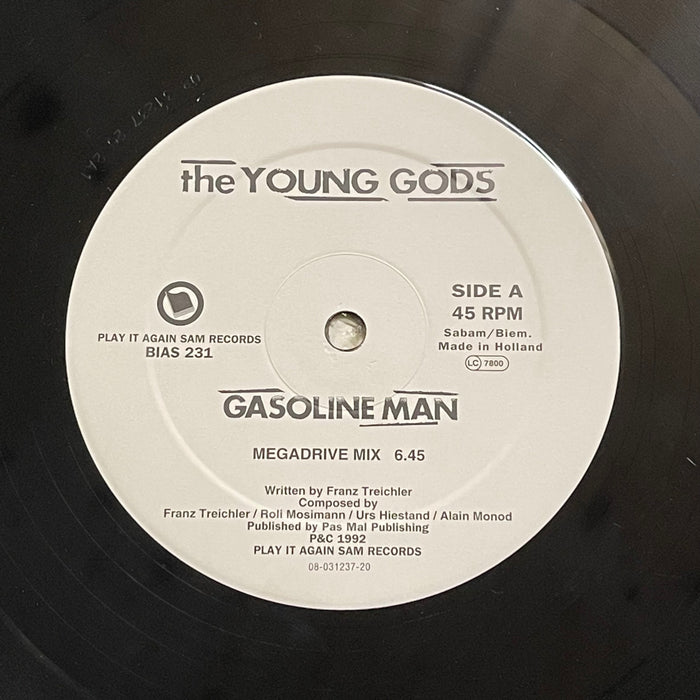 the YOUNG GODS
SIDE A
45 RPM
Sabam/Biem.
Made in Holland
LC 7800
PLAY IT AGAIN SAM RECORDS
BIAS 231
GASOLINE MAN
MEGADRIVE MIX 6.45
Written by Franz Treichler
Composed by
Franz Treichler / Roli Mosimann / Urs Hiestand / Alain Monod
Published by Pas Mal Publishing
P&C 1992
PLAY IT AGAIN SAM RECORDS
08-031237-20